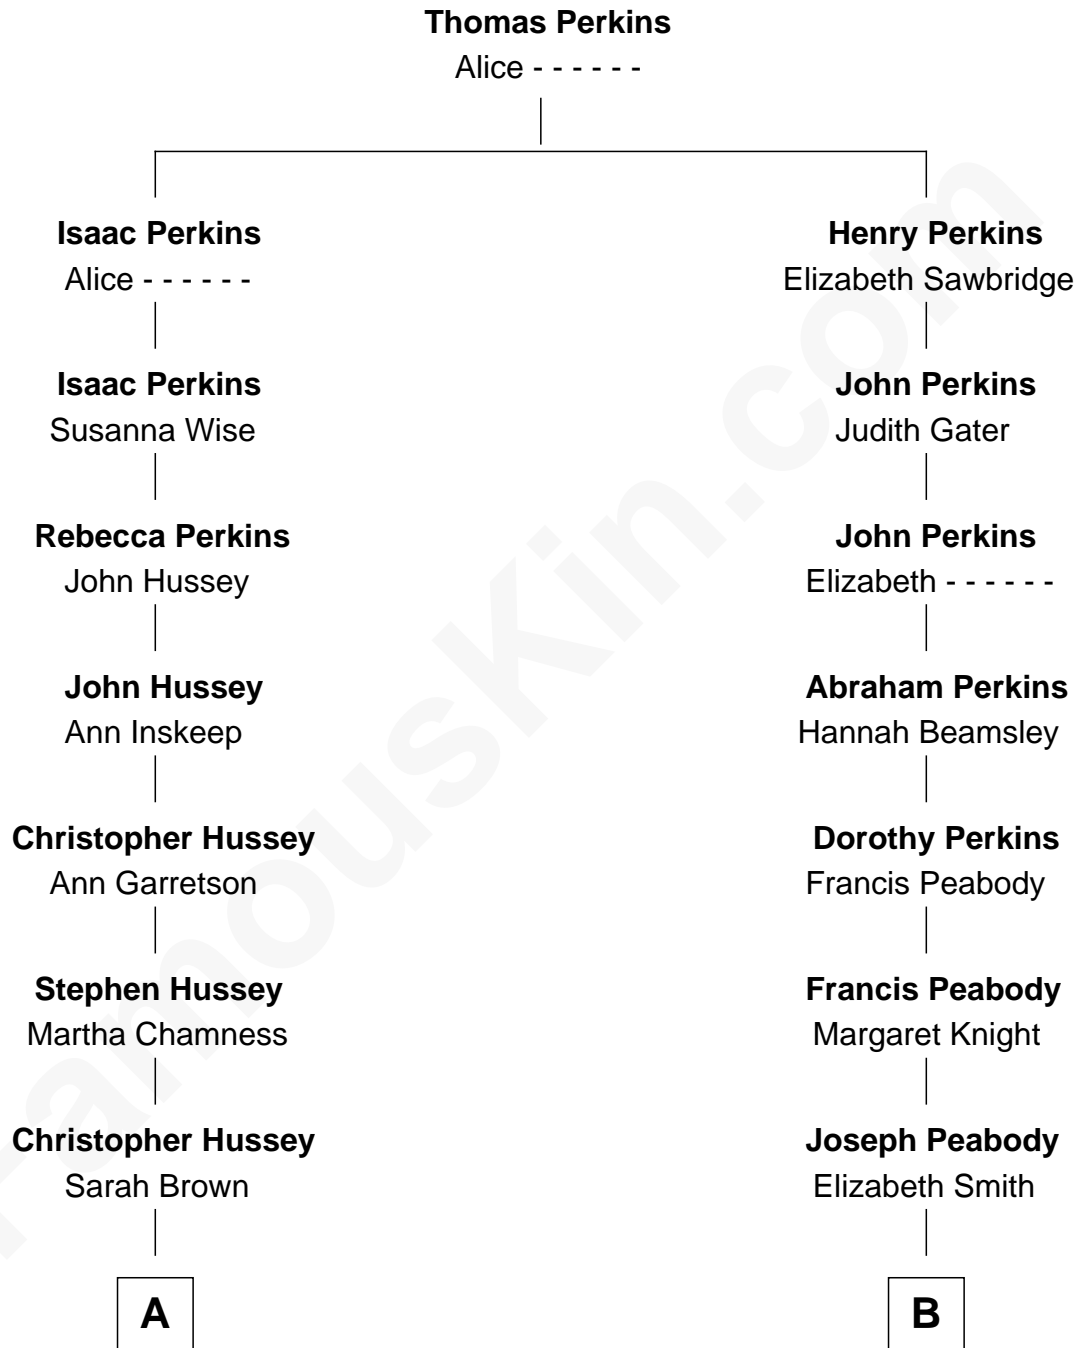 Thomas Perkins
Alice - - - - - -
Isaac Perkins
Alice - - - - - -
Henry Perkins
Elizabeth Sawbridge
Isaac Perkins
Susanna Wise
John Perkins
Judith Gater
Rebecca Perkins
John Hussey
John Perkins
Elizabeth - - - - - -
John Hussey
Ann Inskeep
Abraham Perkins
Hannah Beamsley
Christopher Hussey
Ann Garretson
Dorothy Perkins
Francis Peabody
Stephen Hussey
Martha Chamness
Francis Peabody
Margaret Knight
Christopher Hussey
Sarah Brown
Joseph Peabody
Elizabeth Smith
A
B
FamousKin.com